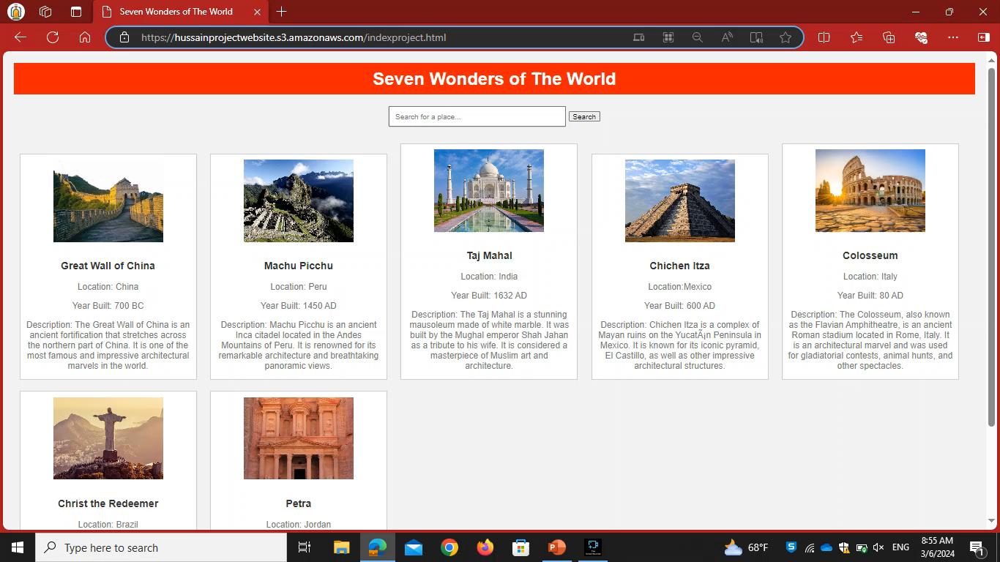 Seven Wonders of The World
https://hussainprojectwebsite.s3.amazonaws.com/indexproject.html
Seven Wonders of The World
Search for a place...
Search
Great Wall of China
Location: China
Year Built: 700 BC
Description: The Great Wall of China is an
ancient fortification that stretches across
the northern part of China. It is one of the
most famous and impressive architectural
marvels in the world.
Machu Picchu
Location: Peru
Year Built: 1450 AD
Description: Machu Picchu is an ancient
Inca citadel located in the Andes
Mountains of Peru. It is renowned for its
remarkable architecture and breathtaking
panoramic views.
Taj Mahal
Location: India
Year Built: 1632 AD
Description: The Taj Mahal is a stunning
mausoleum made of white marble. It was
built by the Mughal emperor Shah Jahan
as a tribute to his wife. It is considered a
masterpiece of Muslim art and
architecture.
Chichen Itza
Location:Mexico
Year Built: 600 AD
Description: Chichen Itza is a complex of
Mayan ruins on the YucatÃ¡n Peninsula in
Mexico. It is known for its iconic pyramid,
El Castillo, as well as other impressive
architectural structures.
Colosseum
Location: Italy
Year Built: 80 AD
Description: The Colosseum, also known
as the Flavian Amphitheatre, is an ancient
Roman stadium located in Rome, Italy. It
is an architectural marvel and was used
for gladiatorial contests, animal hunts, and
other spectacles.
Christ the Redeemer
Location: Brazil
Petra
Location: Jordan
Type here to search
68°F
ENG
8:55 AM
3/6/2024
1